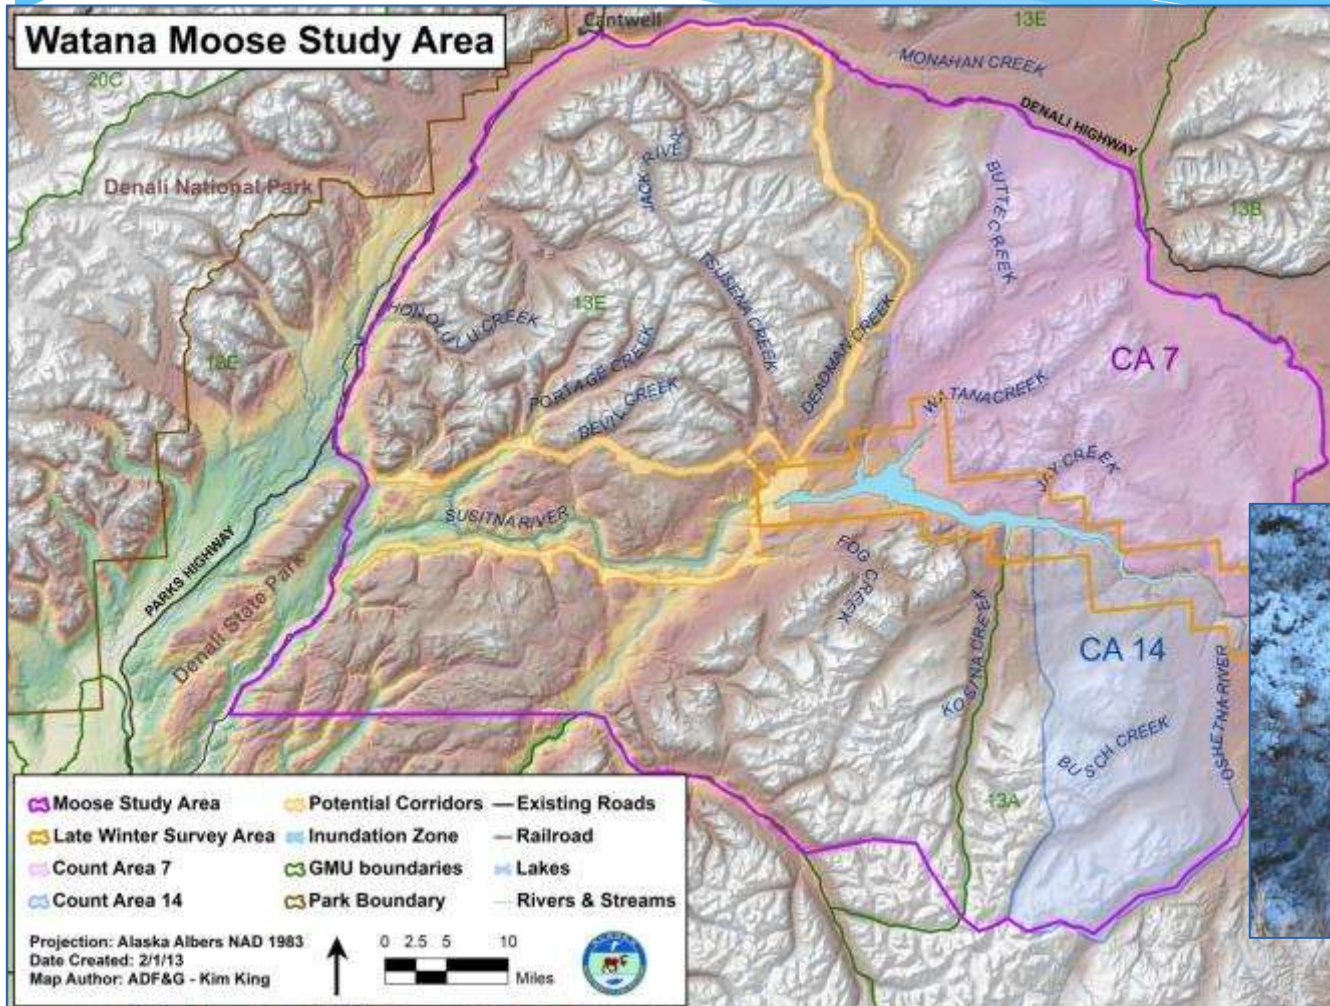 Watana Moose Study Area
Cantwell
13E
MONAHAN CREEK
20C
DENALI HIGHWAY
JACK RIVER
Denali National Park
BUTTE CREEK
13B
TSUSENA CREEK
HONOLULU CREEK
13E
PORTAGE CREEK
DEADMAN CREEK
CA 7
16E
DEVIL CREEK
WATANA CREEK
JAY CREEK
SUSITNA RIVER
PARKS HIGHWAY
FOG CREEK
Denali State Park
KOSINA CREEK
CA 14
OSHETNA RIVER
BUSCH CREEK
13A
Moose Study Area
Potential Corridors
Existing Roads
Late Winter Survey Area
Inundation Zone
Railroad
Count Area 7
GMU boundaries
Lakes
Count Area 14
Park Boundary
Rivers & Streams
Projection: Alaska Albers NAD 1983
Date Created: 2/1/13
Map Author: ADF&G - Kim King
0 2.5 5 10
Miles